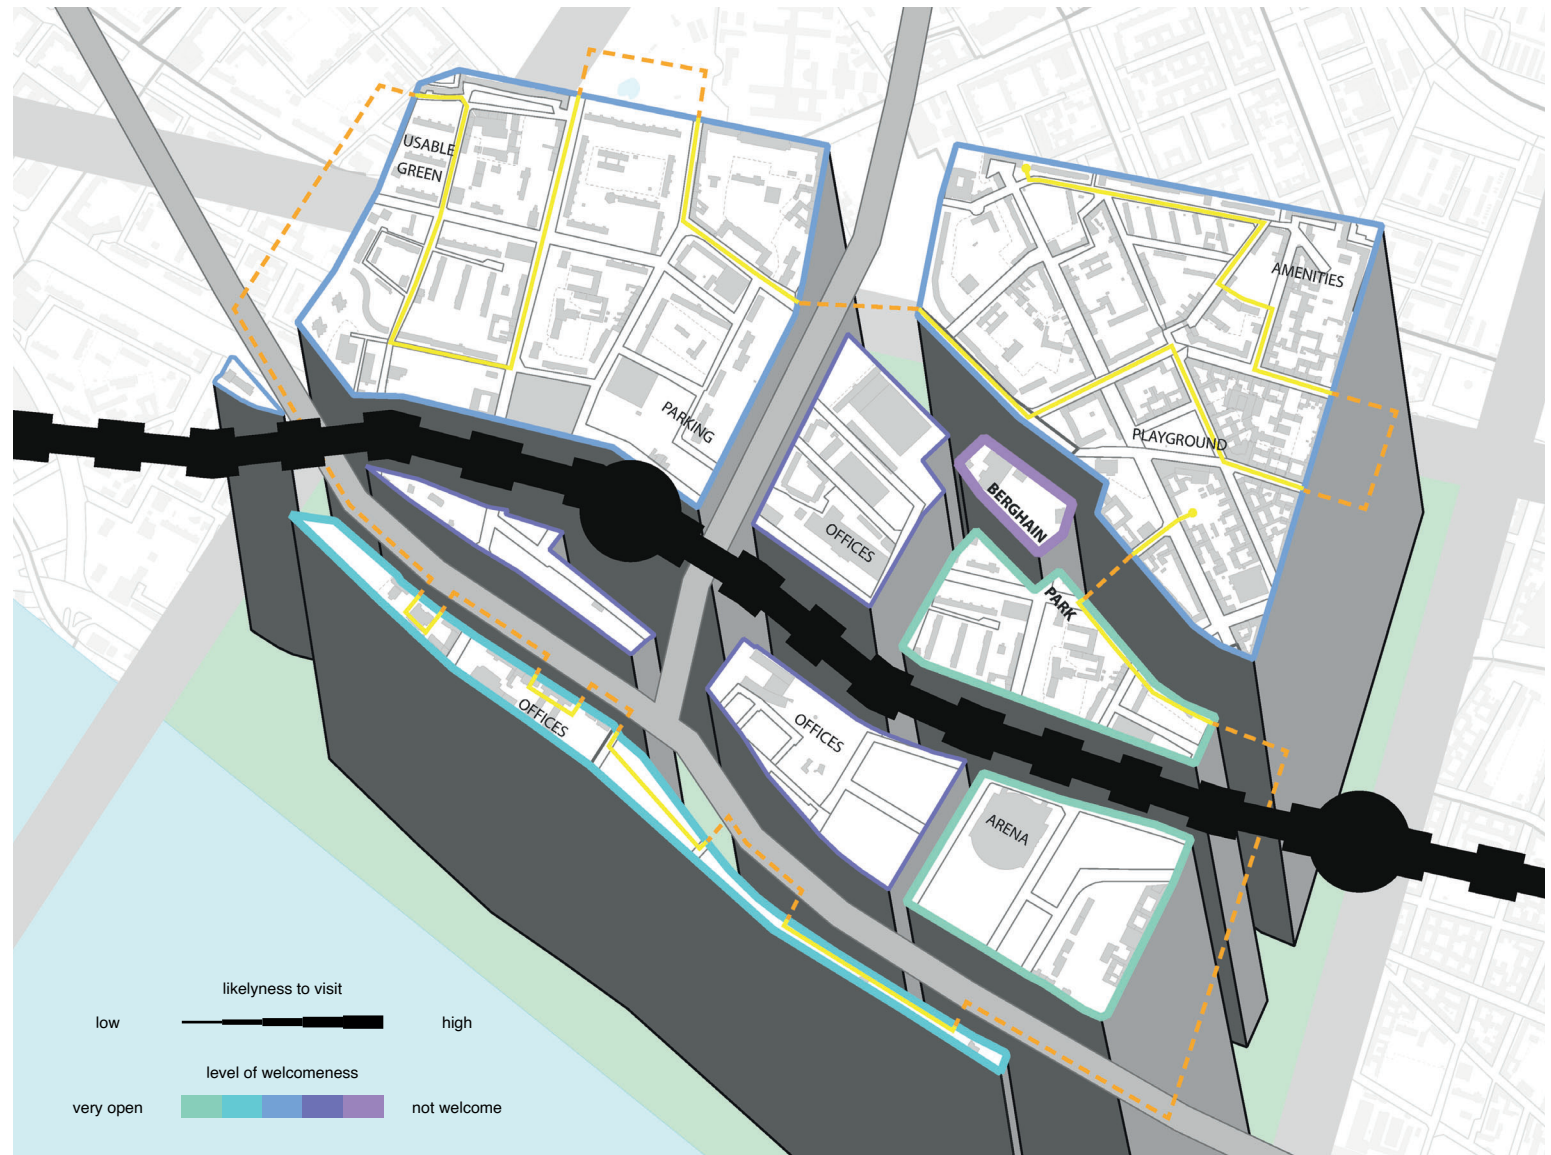 USABLE
GREEN
AMENITIES
PARKING
PLAYGROUND
OFFICES
BERGHAIN
PARK
OFFICES
OFFICES
ARENA
likelyness to visit
low
high
level of welcomeness
very open
not welcome